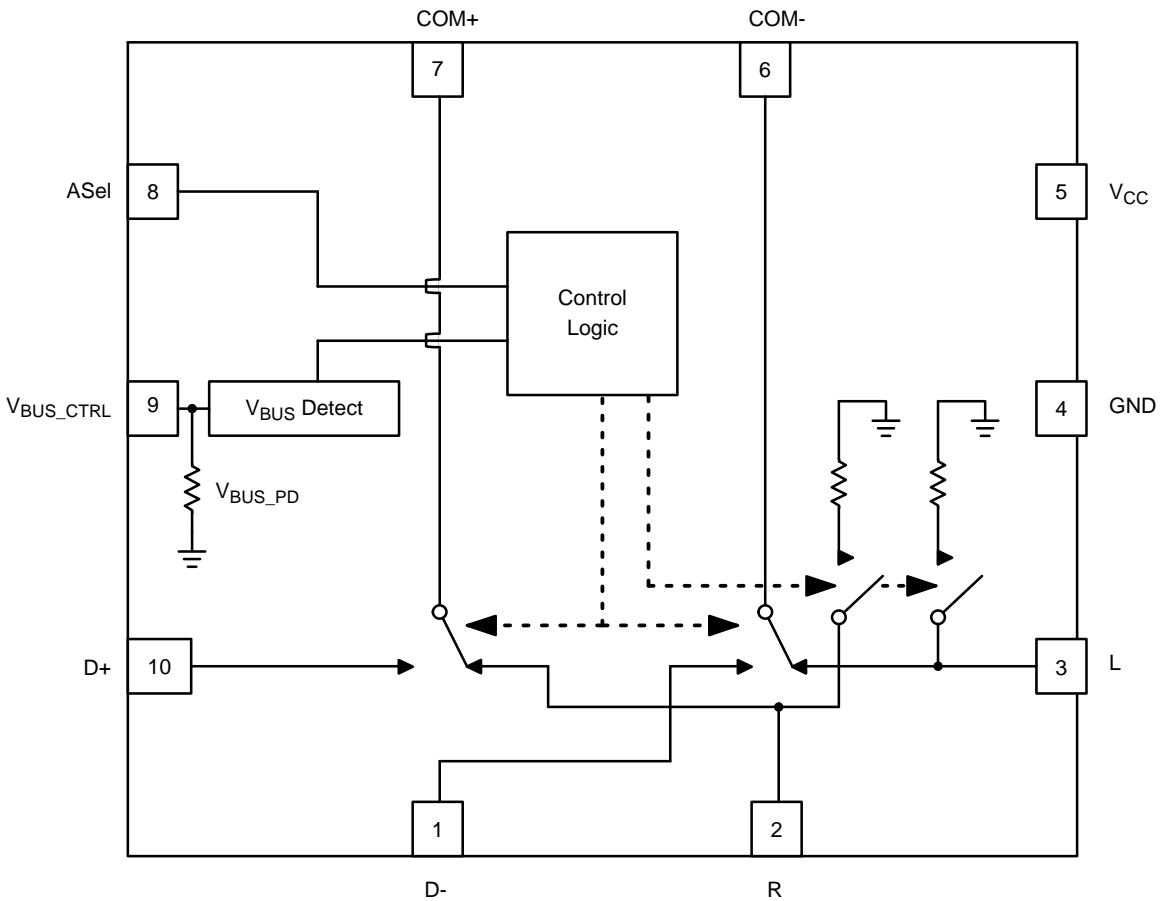 COM+
COM-
7
6
ASel
8
5
VCC
Control
Logic
VBUS_CTRL
9
VBUS Detect
4
GND
VBUS_PD
D+
10
3
L
1
2
D-
R